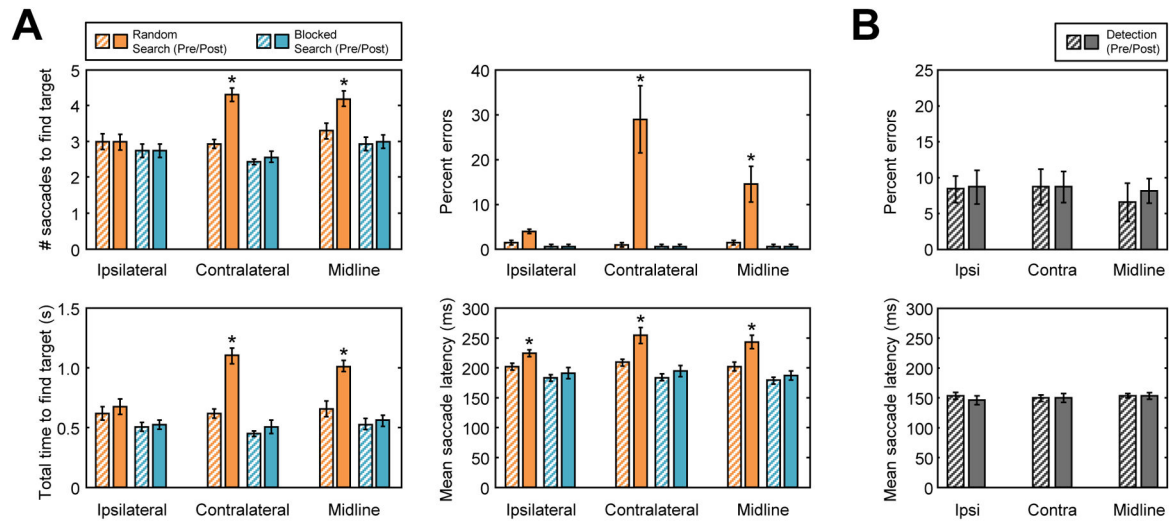 A
B
Random
Search (Pre/Post)
Blocked
Search (Pre/Post)
Detection
(Pre/Post)
# saccades to find target
5
4
3
2
1
0
* *
Ipsilateral Contralateral Midline
Percent errors
40
30
20
10
0
* *
Ipsilateral Contralateral Midline
Percent errors
25
20
15
10
5
0
Ipsi Contra Midline
Total time to find target (s)
1.5
1.0
0.5
0
* *
Ipsilateral Contralateral Midline
Mean saccade latency (ms)
300
250
200
150
100
50
0
* * *
Ipsilateral Contralateral Midline
Mean saccade latency (ms)
300
250
200
150
100
50
0
Ipsi Contra Midline